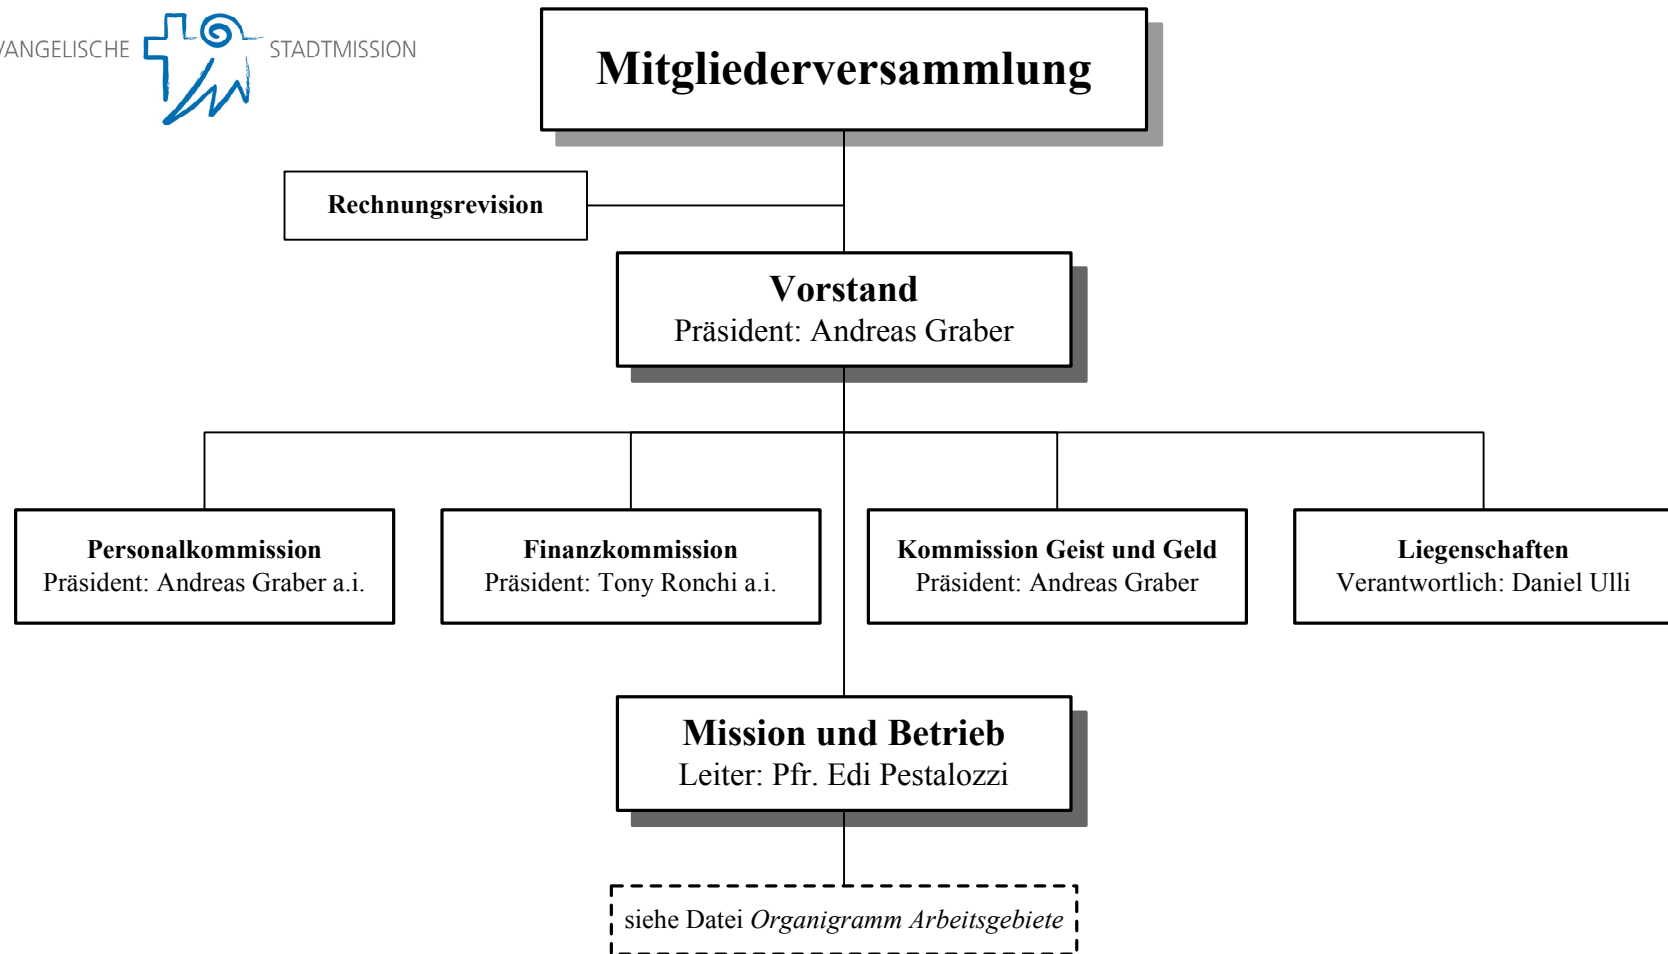 VANGELISCHE STADTMISSION
Mitgliederversammlung
Rechnungsrevision
Vorstand
Präsident: Andreas Graber
Personalkommission
Präsident: Andreas Graber a.i.
Finanzkommission
Präsident: Tony Ronchi a.i.
Kommission Geist und Geld
Präsident: Andreas Graber
Liegenschaften
Verantwortlich: Daniel Ulli
Mission und Betrieb
Leiter: Pfr. Edi Pestalozzi
siehe Datei Organigramm Arbeitsgebiete